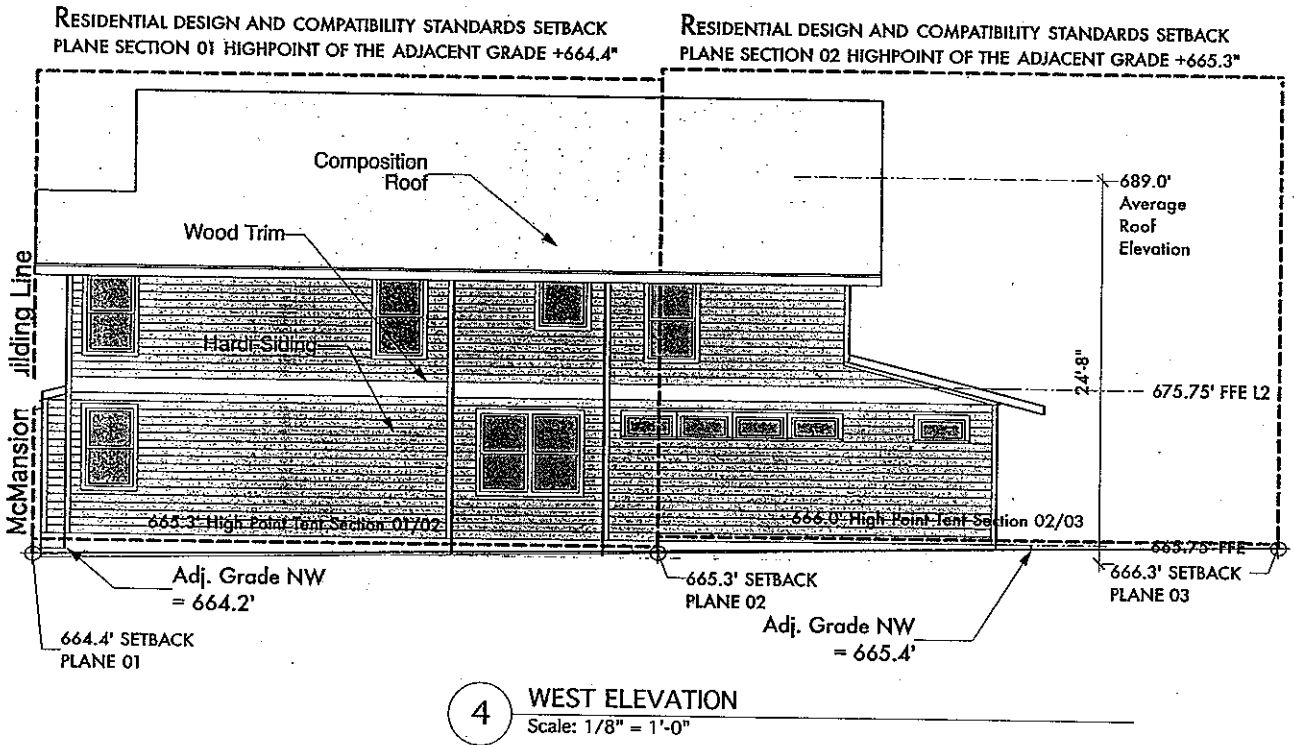 RESIDENTIAL DESIGN AND COMPATIBILITY STANDARDS SETBACK
PLANE SECTION 01 HIGHPOINT OF THE ADJACENT GRADE +664.4"
RESIDENTIAL DESIGN AND COMPATIBILITY STANDARDS SETBACK
PLANE SECTION 02 HIGHPOINT OF THE ADJACENT GRADE +665.3"
Composition
Roof
689.0'
Average
Roof
Elevation
Wood Trim
McMansion
Line
Hardi-Siding
24'-8"
675.75' FFE L2
665.3' High Point Tent Section 01/02
666.0' High Point Tent Section 02/03
665.75' FFE
Adj. Grade NW
= 664.2'
665.3' SETBACK
PLANE 02
666.3' SETBACK
PLANE 03
Adj. Grade NW
= 665.4'
664.4' SETBACK
PLANE 01
4
WEST ELEVATION
Scale: 1/8" = 1'-0"